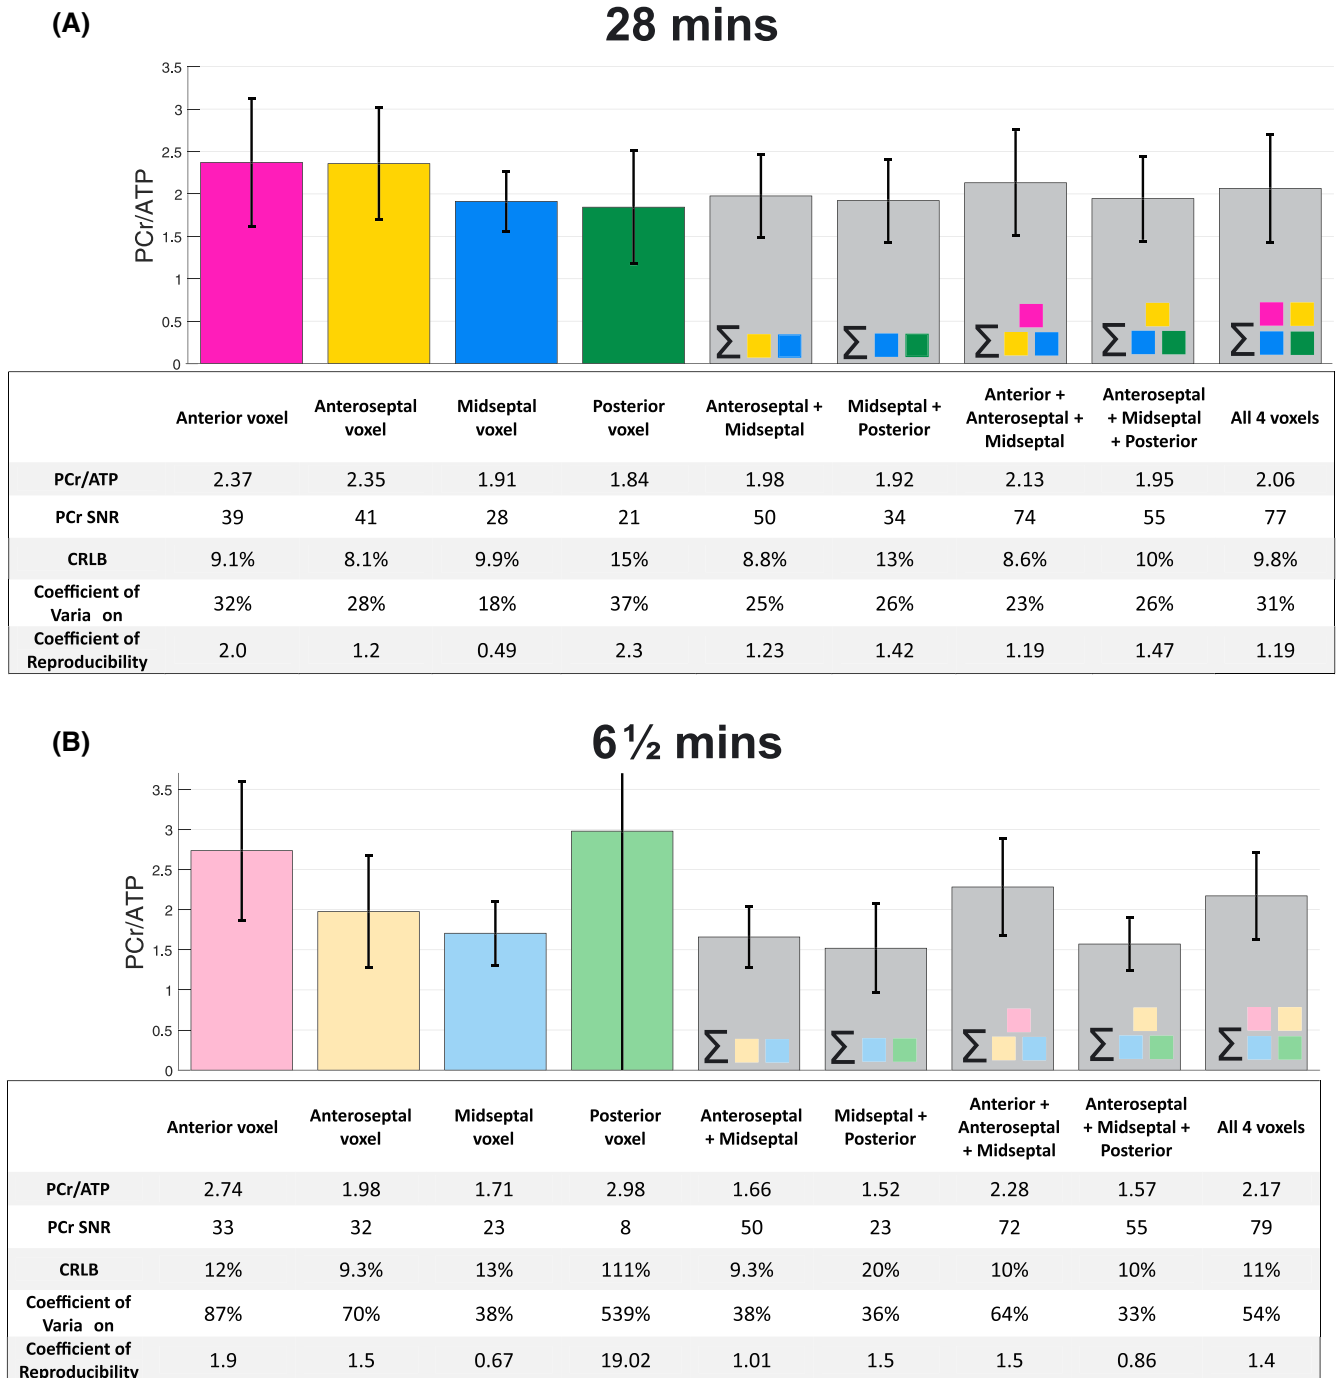 (A)
28 mins
3.5
3
2.5
2
1.5
1
0.5
0
PCr/ATP
Σ Σ Σ Σ Σ
Anterior voxel Anteroseptal voxel Midseptal voxel Posterior voxel Anteroseptal + Midseptal Midseptal + Posterior Anterior + Anteroseptal + Midseptal Anteroseptal + Midseptal + Posterior All 4 voxels
PCr/ATP 2.37 2.35 1.91 1.84 1.98 1.92 2.13 1.95 2.06
PCr SNR 39 41 28 21 50 34 74 55 77
CRLB 9.1% 8.1% 9.9% 15% 8.8% 13% 8.6% 10% 9.8%
Coefficient of Varia on 32% 28% 18% 37% 25% 26% 23% 26% 31%
Coefficient of Reproducibility 2.0 1.2 0.49 2.3 1.23 1.42 1.19 1.47 1.19
(B)
6 ½ mins
3.5
3
2.5
2
1.5
1
0.5
0
PCr/ATP
Σ Σ Σ Σ Σ
Anterior voxel Anteroseptal voxel Midseptal voxel Posterior voxel Anteroseptal + Midseptal Midseptal + Posterior Anterior + Anteroseptal + Midseptal Anteroseptal + Midseptal + Posterior All 4 voxels
PCr/ATP 2.74 1.98 1.71 2.98 1.66 1.52 2.28 1.57 2.17
PCr SNR 33 32 23 8 50 23 72 55 79
CRLB 12% 9.3% 13% 111% 9.3% 20% 10% 10% 11%
Coefficient of Varia on 87% 70% 38% 539% 38% 36% 64% 33% 54%
Coefficient of Reproducibility 1.9 1.5 0.67 19.02 1.01 1.5 1.5 0.86 1.4